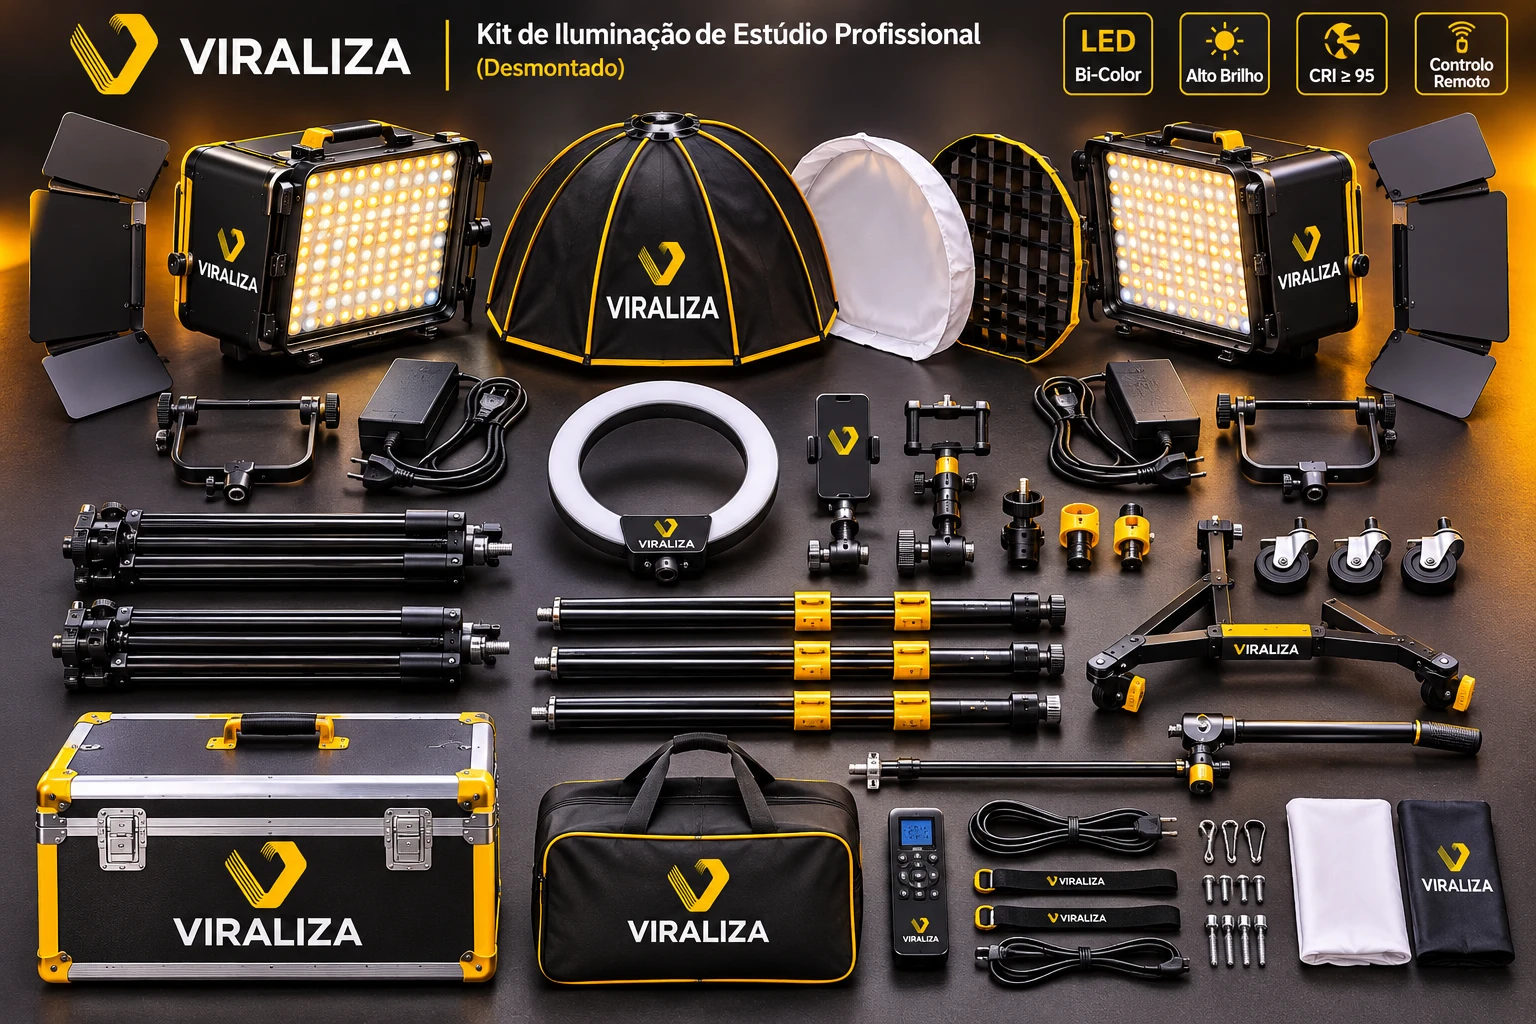 VIRALIZA
Kit de Iluminação de Estúdio Profissional
(Desmontado)
LED
Bi-Color
Alto Brilho
CRI ≥ 95
Controlo
Remoto
VIRALIZA
VIRALIZA
VIRALIZA
VIRALIZA
VIRALIZA
VIRALIZA
VIRALIZA
VIRALIZA
VIRALIZA
VIRALIZA
VIRALIZA
VIRALIZA